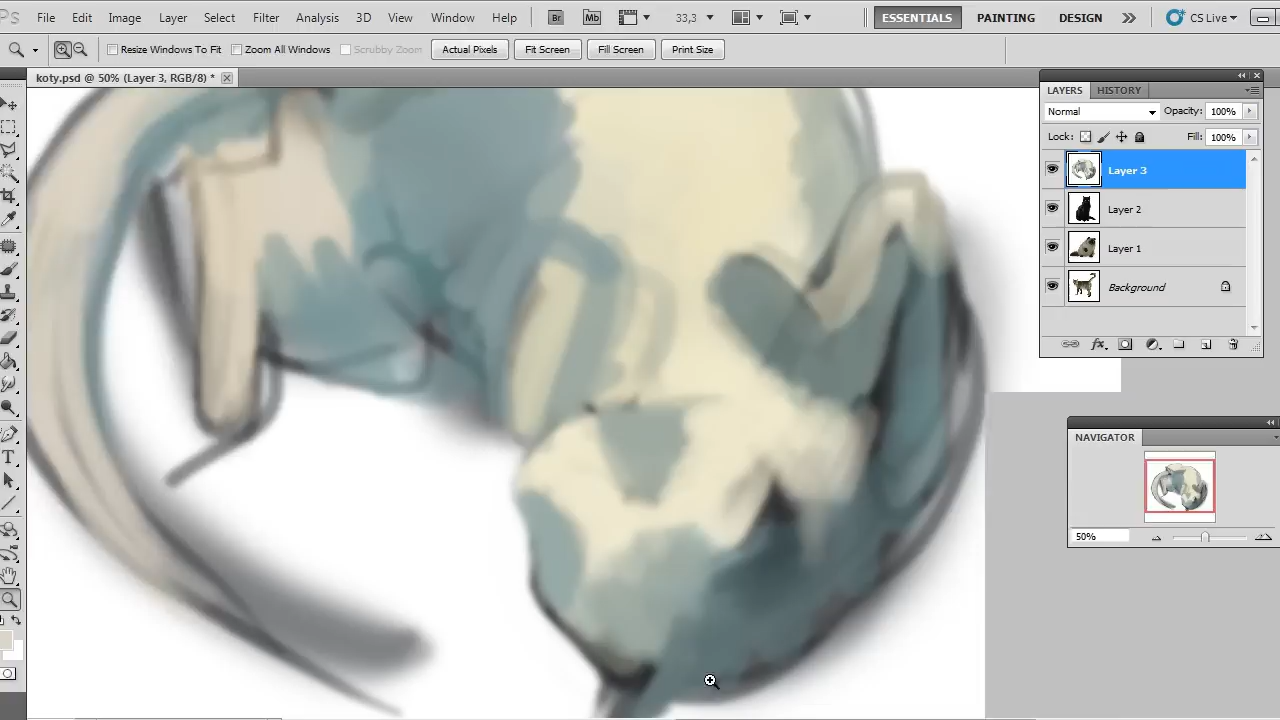 Ps File Edit Image Layer Select Filter Analysis 3D View Window Help Br Mb 33,3 ESSENTIALS PAINTING DESIGN CS Live
Resize Windows To Fit Zoom All Windows Scrubby Zoom Actual Pixels Fit Screen Fill Screen Print Size
koty.psd @ 50% (Layer 3, RGB/8) *
LAYERS HISTORY
Normal Opacity: 100%
Lock: Fill: 100%
Layer 3
Layer 2
Layer 1
Background
fx
NAVIGATOR
50%
T